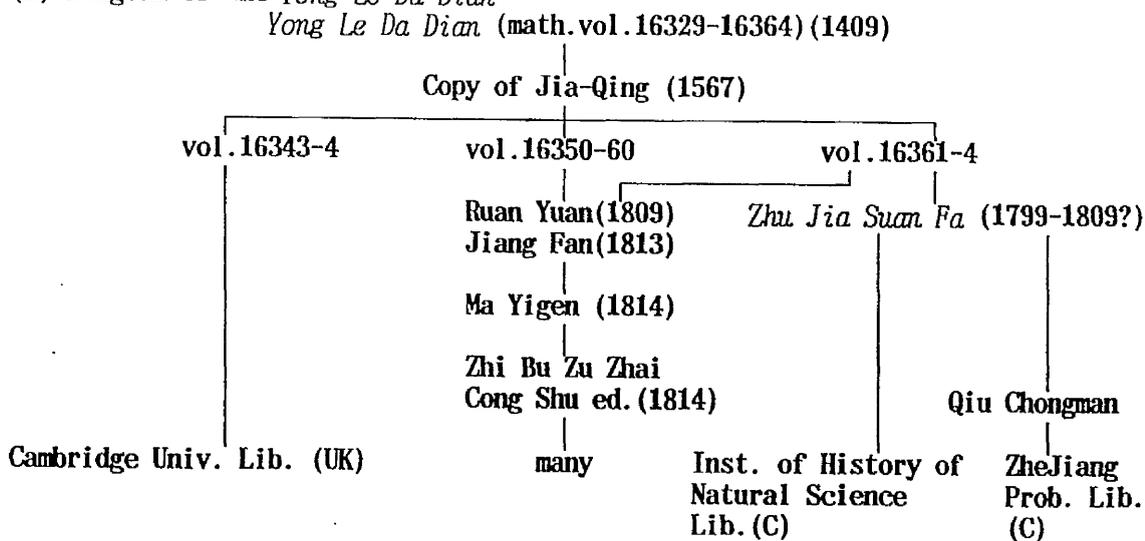 Yong Le Da Dian (math.vol.16329-16364)(1409)
Copy of Jia-Qing (1567)
vol.16343-4 vol.16350-60 vol.16361-4
Ruan Yuan(1809) Zhu Jia Suan Fa (1799-1809?)
Jiang Fan(1813)
Ma Yigen (1814)
Zhi Bu Zu Zhai
Cong Shu ed.(1814) Qiu Chongman
Cambridge Univ. Lib. (UK) many Inst. of History of ZheJiang
Natural Science Prob. Lib.
Lib.(C) (C)